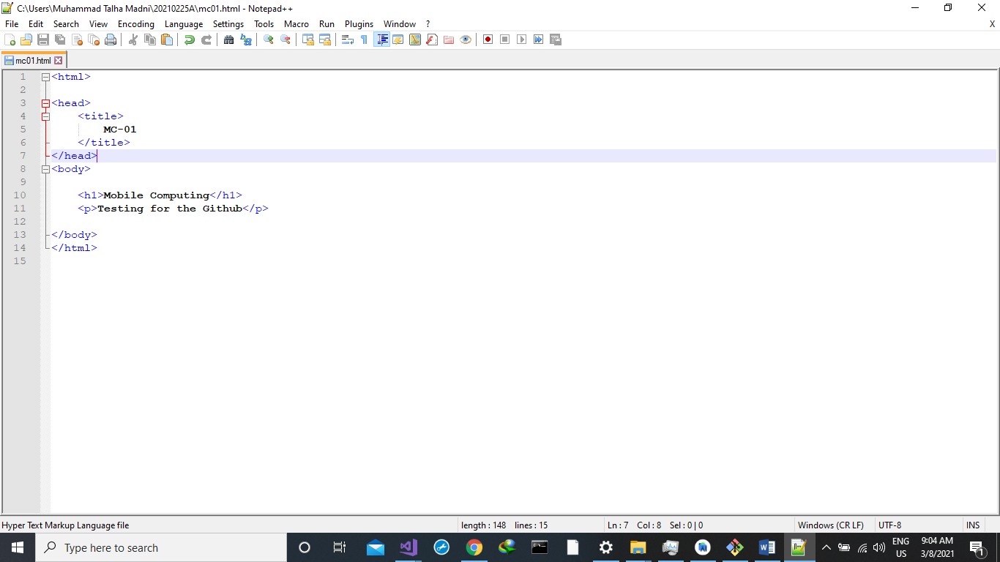 C:\Users\Muhammad Talha Madni\20210225A\mc01.html - Notepad++
File Edit Search View Encoding Language Settings Tools Macro Run Plugins Window ? X
mc01.html
1 <html>
2
3 <head>
4 <title>
5 MC-01
6 </title>
7 </head>
8 <body>
9
10 <h1>Mobile Computing</h1>
11 <p>Testing for the Github</p>
12
13 </body>
14 </html>
15
Hyper Text Markup Language file length : 148 lines : 15 Ln : 7 Col : 8 Sel : 0 | 0 Windows (CR LF) UTF-8 INS
Type here to search
ENG 9:04 AM
US 3/8/2021 1